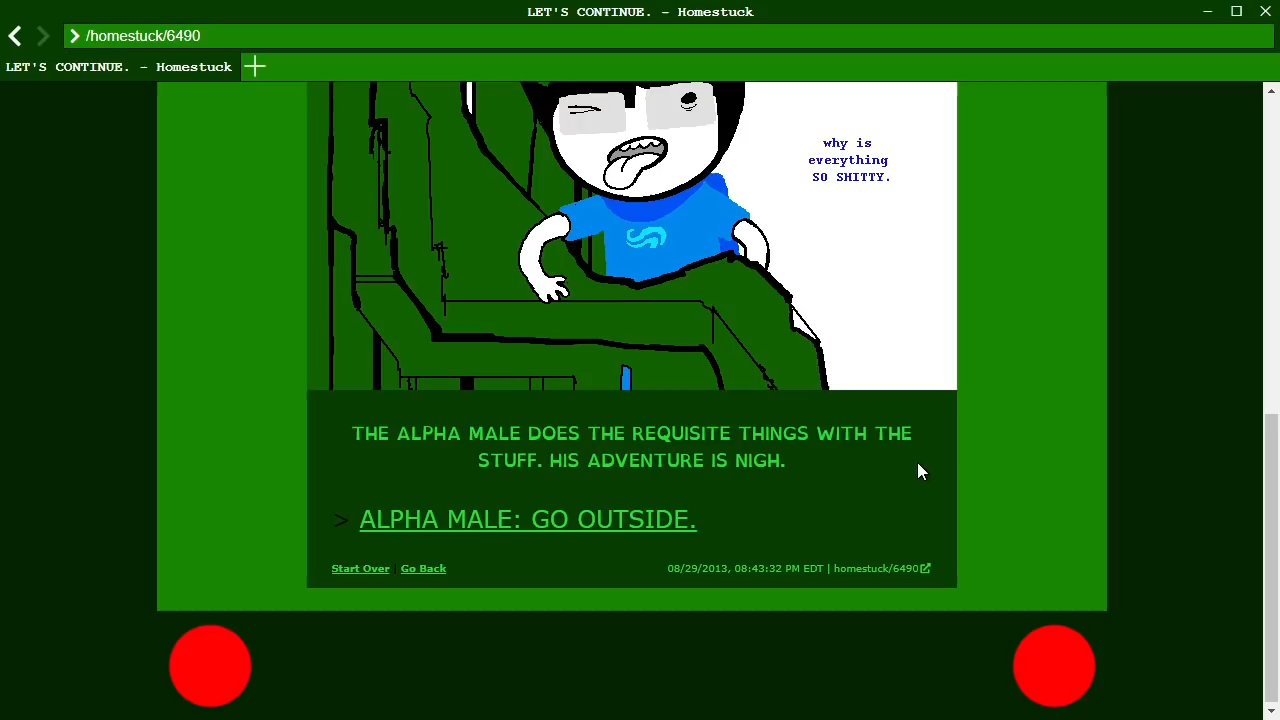 LET'S CONTINUE. - Homestuck
/homestuck/6490
LET'S CONTINUE. - Homestuck
why is
everything
SO SHITTY.
THE ALPHA MALE DOES THE REQUISITE THINGS WITH THE
STUFF. HIS ADVENTURE IS NIGH.
> ALPHA MALE: GO OUTSIDE.
Start Over | Go Back
08/29/2013, 08:43:32 PM EDT | homestuck/6490